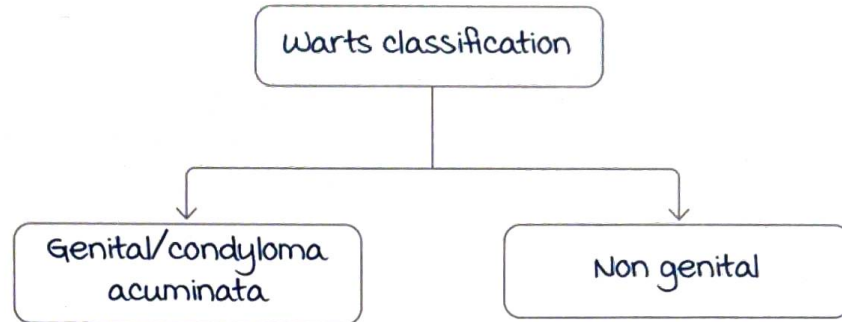 Warts classification
Genital/condyloma
acuminata
Non genital